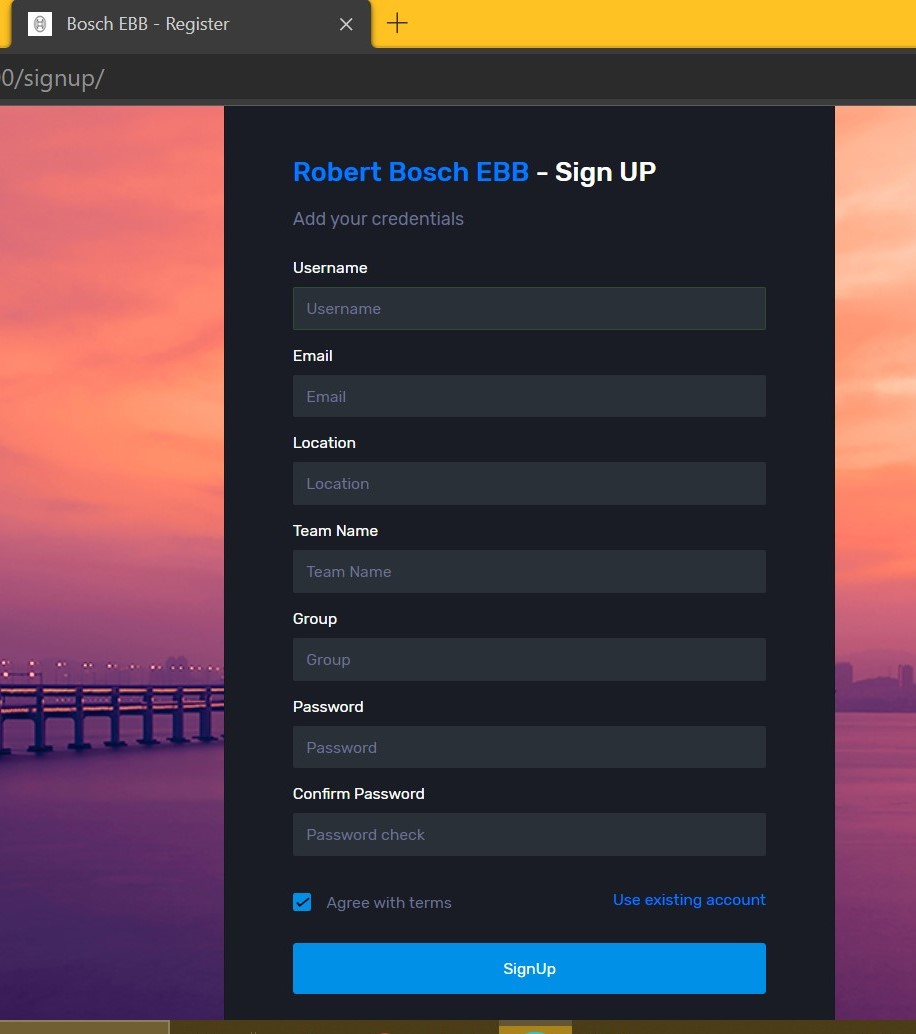 Bosch EBB - Register
0/signup/
Robert Bosch EBB - Sign UP
Add your credentials
Username
Username
Email
Email
Location
Location
Team Name
Team Name
Group
Group
Password
Password
Confirm Password
Password check
Agree with terms
Use existing account
SignUp